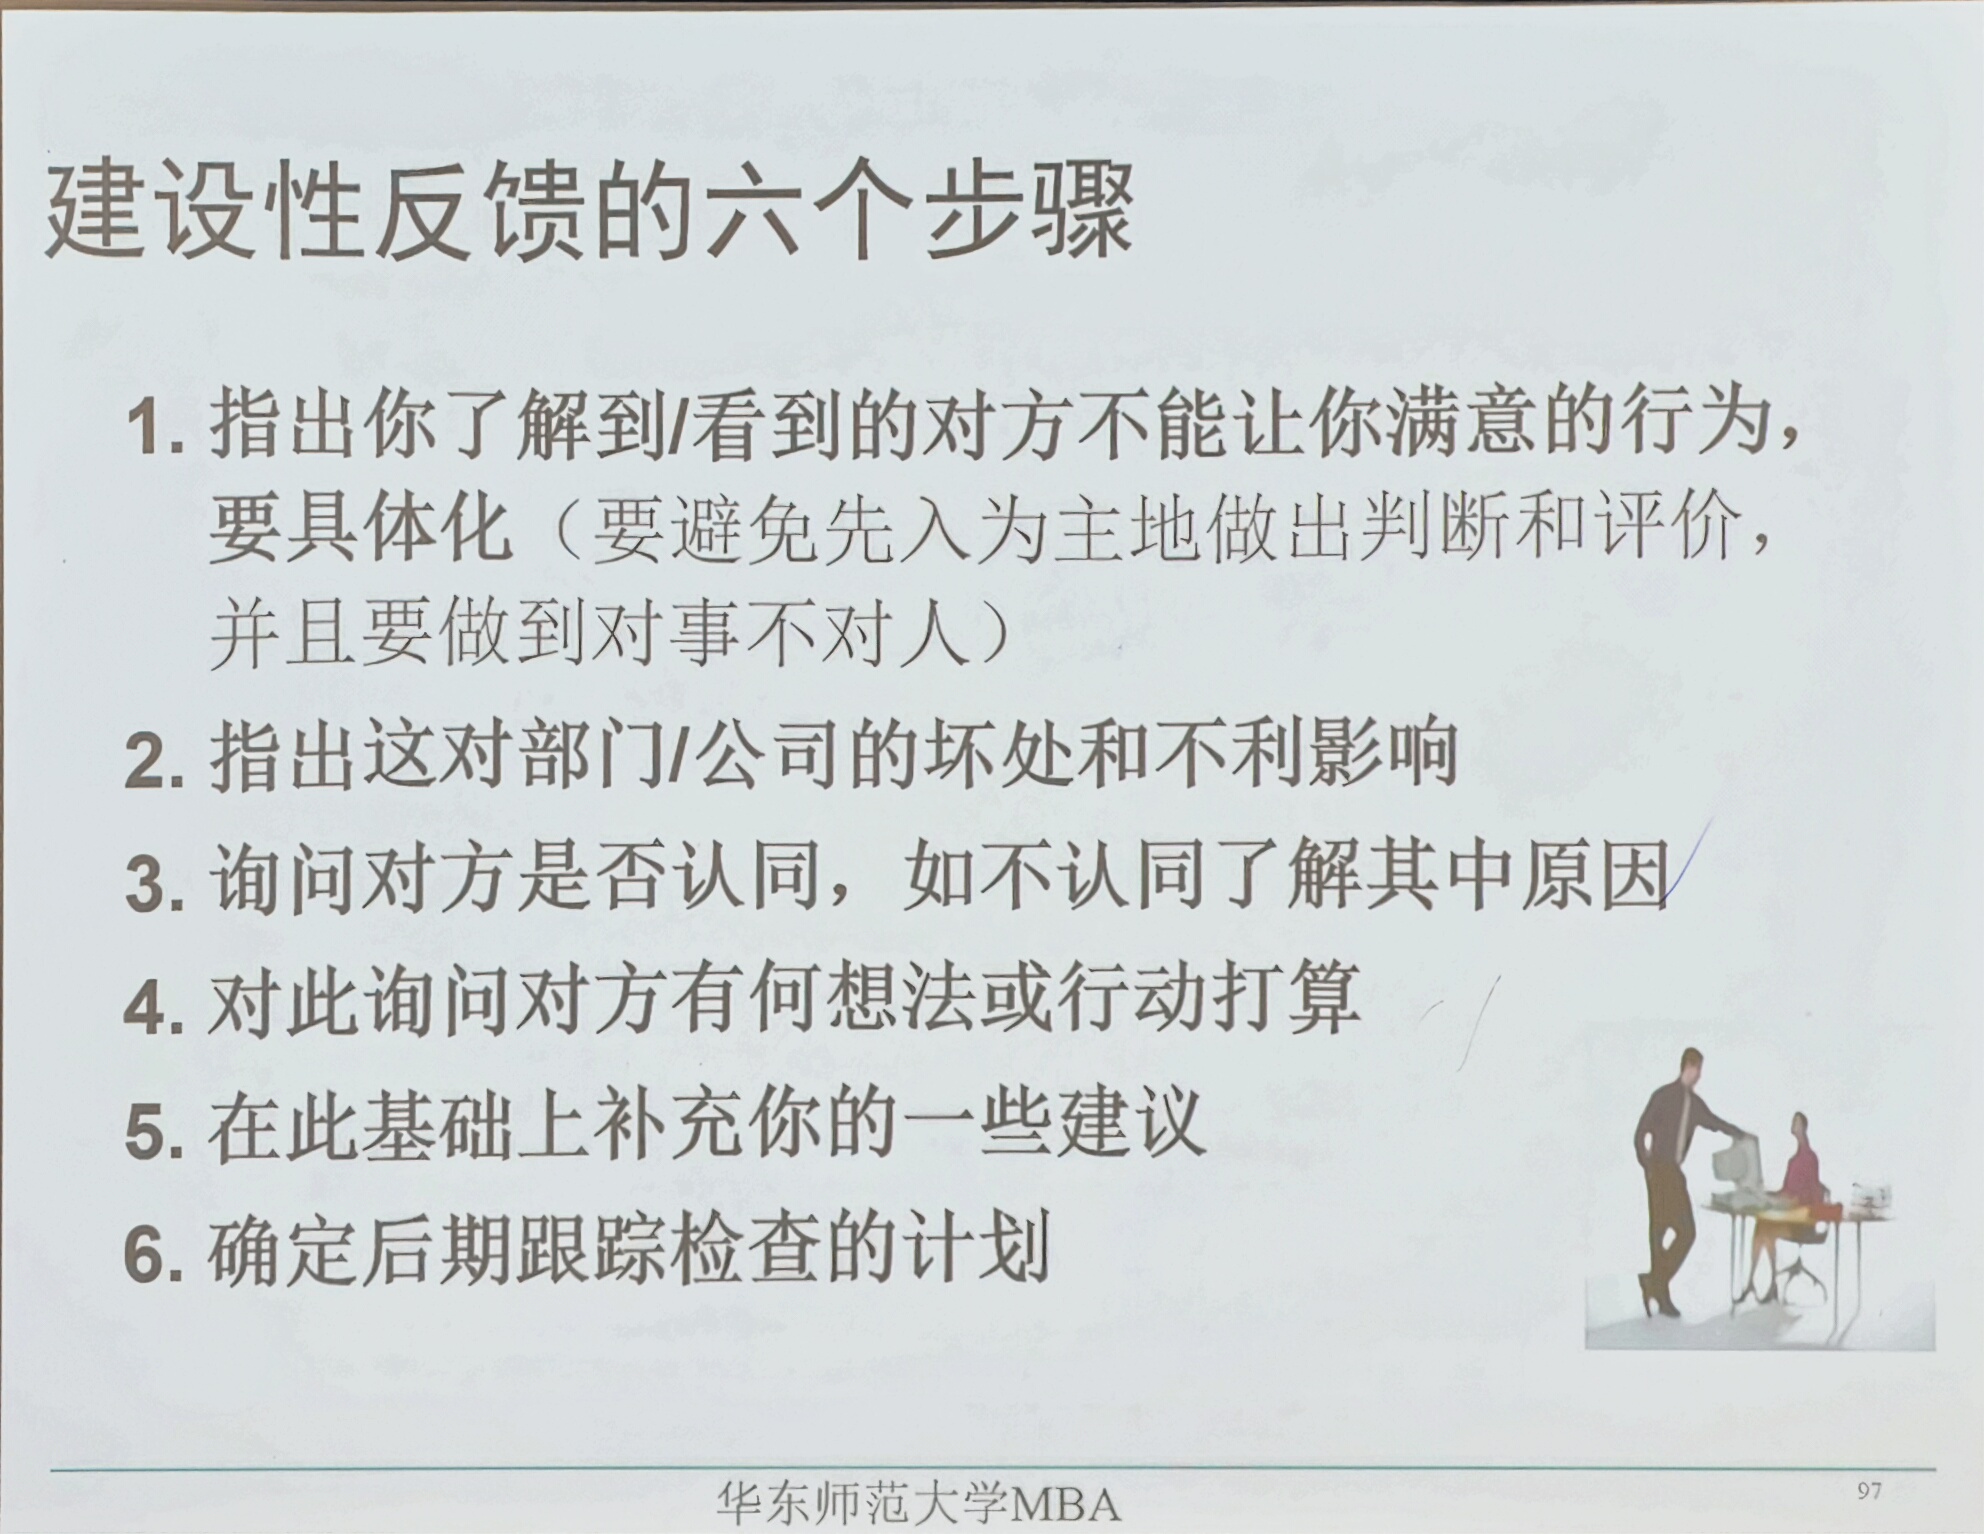 建设性反馈的六个步骤
1. 指出你了解到/看到的对方不能让你满意的行为，
要具体化（要避免先入为主地做出判断和评价，
并且要做到对事不对人）
2. 指出这对部门/公司的坏处和不利影响
3. 询问对方是否认同，如不认同了解其中原因
4. 对此询问对方有何想法或行动打算
5. 在此基础上补充你的一些建议
6. 确定后期跟踪检查的计划
华东师范大学MBA
97